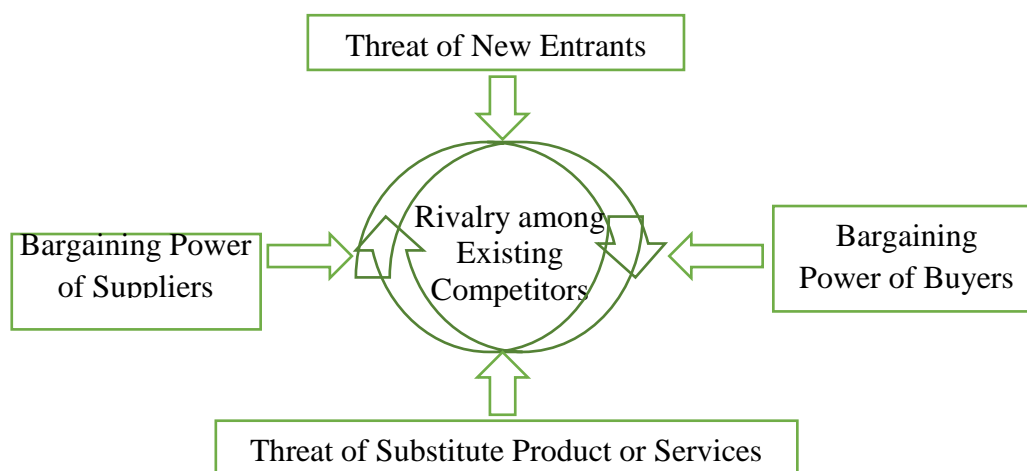 Threat of New Entrants
Rivalry among
Existing
Competitors
Bargaining Power
of Suppliers
Bargaining
Power of Buyers
Threat of Substitute Product or Services